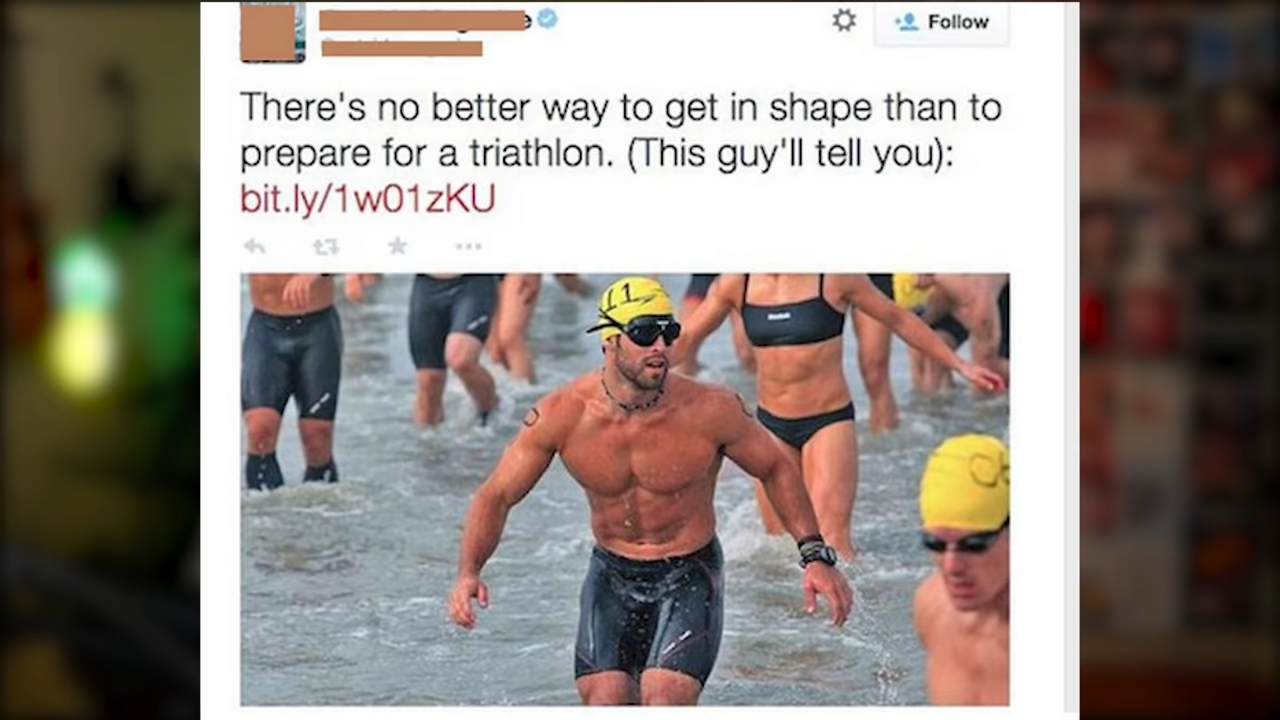 Follow
There's no better way to get in shape than to
prepare for a triathlon. (This guy'll tell you):
bit.ly/1w01zKU
11
Reebok